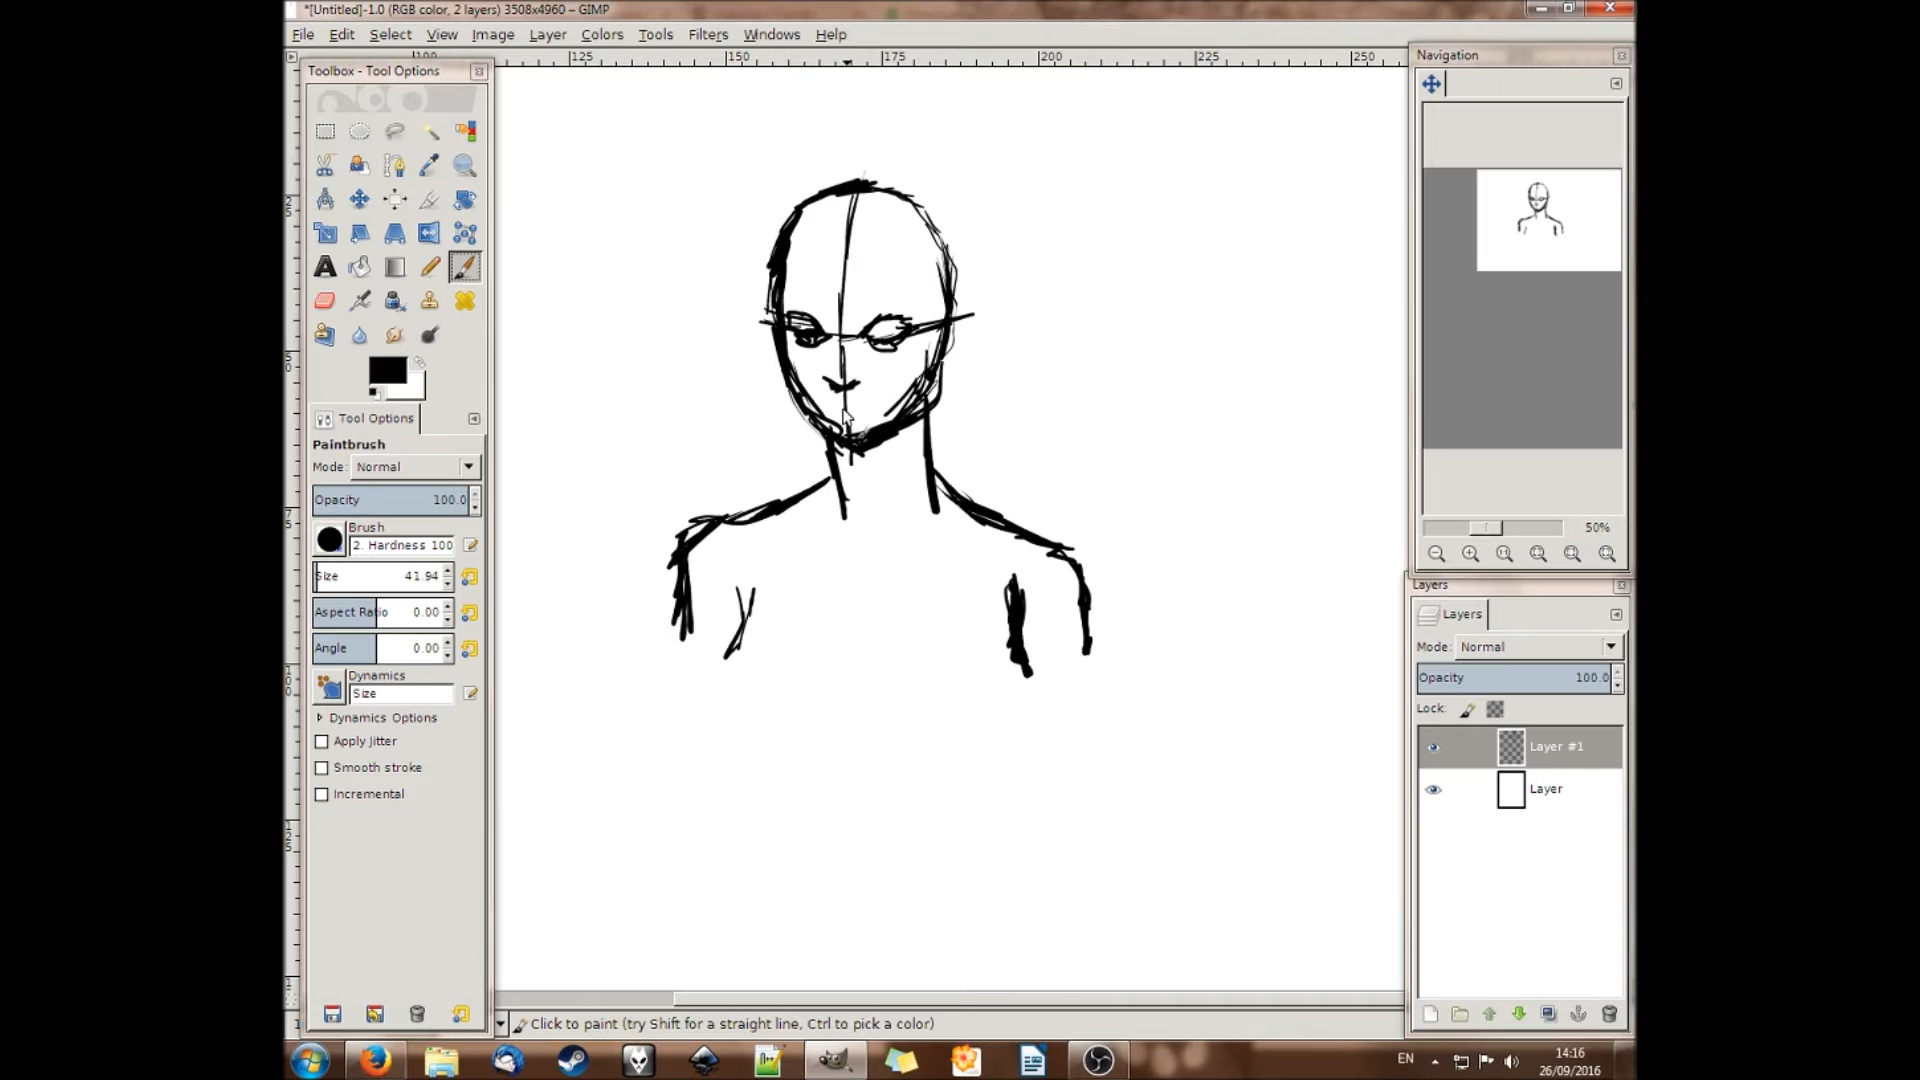 *[Untitled]-1.0 (RGB color, 2 layers) 3508x4960 – GIMP
File Edit Select View Image Layer Colors Tools Filters Windows Help
Toolbox - Tool Options
100 125 150 175 200 225 250
Navigation
Tool Options
Paintbrush
Mode: Normal
Opacity 100.0
Brush
2. Hardness 100
Size 41.94
Aspect Ratio 0.00
Angle 0.00
Dynamics
Size
Dynamics Options
Apply Jitter
Smooth stroke
Incremental
50%
Layers
Layers
Mode: Normal
Opacity 100.0
Lock:
Layer #1
Layer
Click to paint (try Shift for a straight line, Ctrl to pick a color)
EN
14:16
26/09/2016